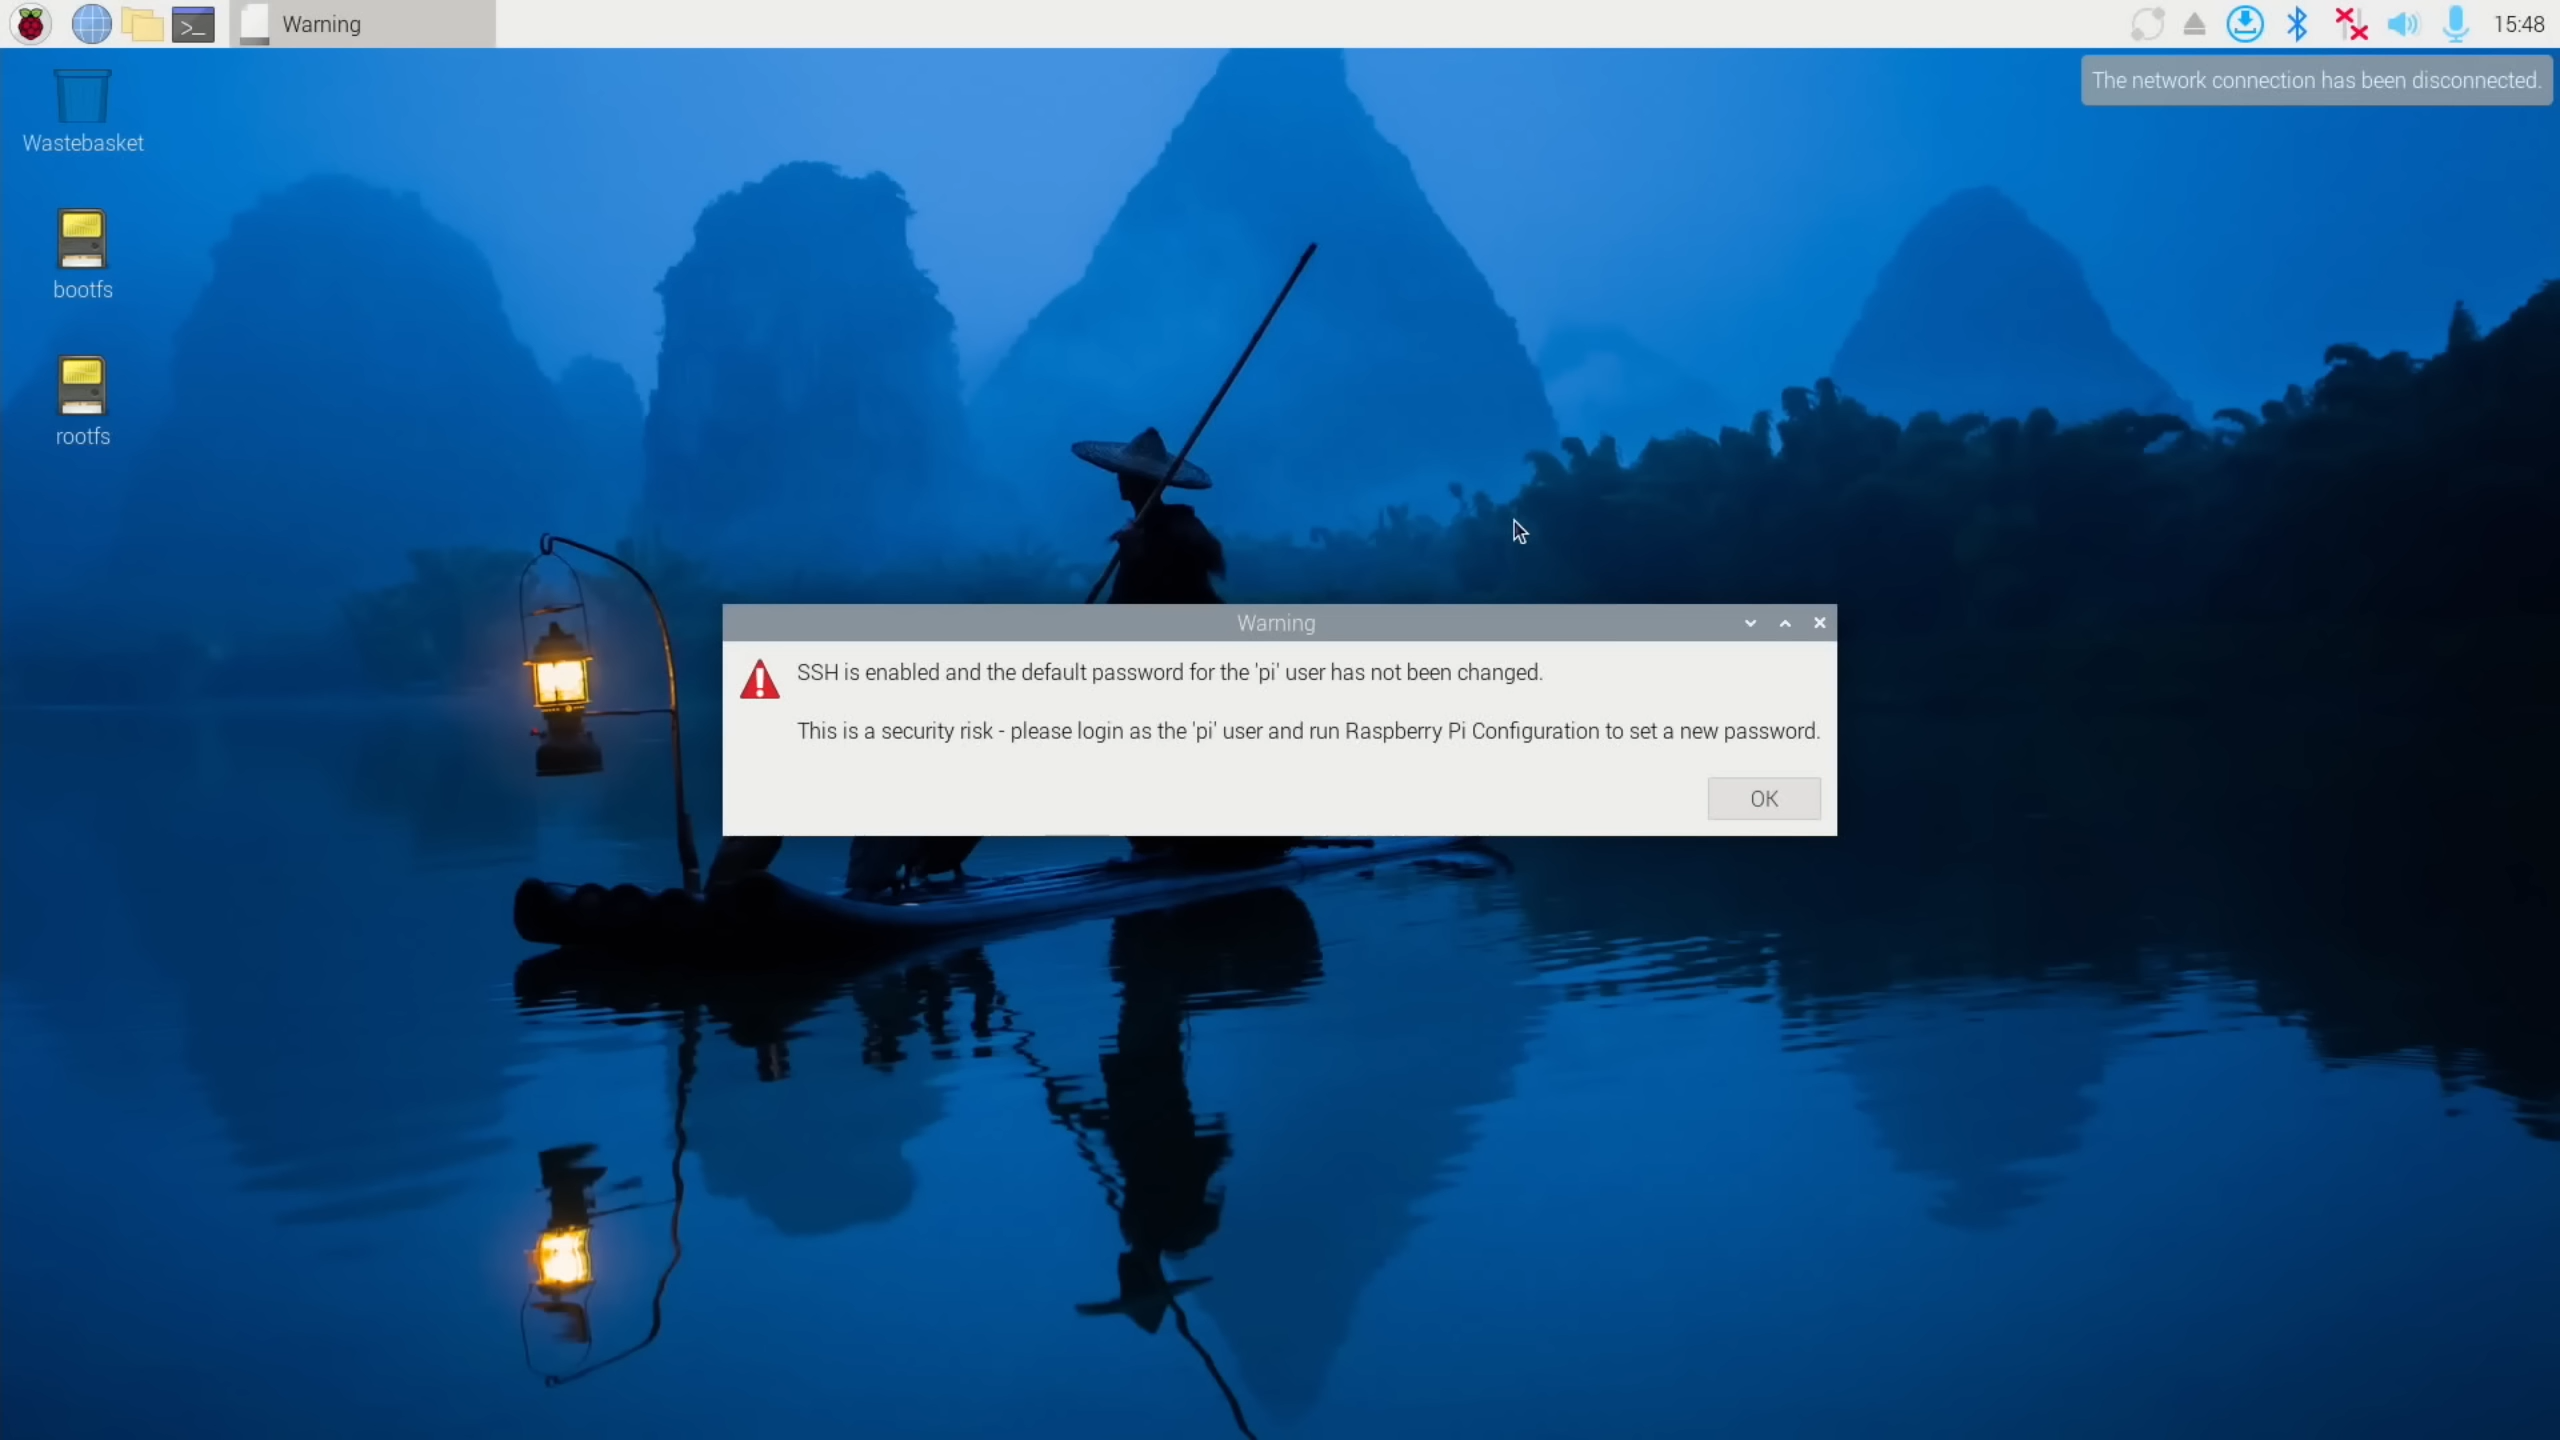 Warning
15:48
The network connection has been disconnected.
Wastebasket
bootfs
rootfs
Warning
SSH is enabled and the default password for the 'pi' user has not been changed.
This is a security risk - please login as the 'pi' user and run Raspberry Pi Configuration to set a new password.
OK